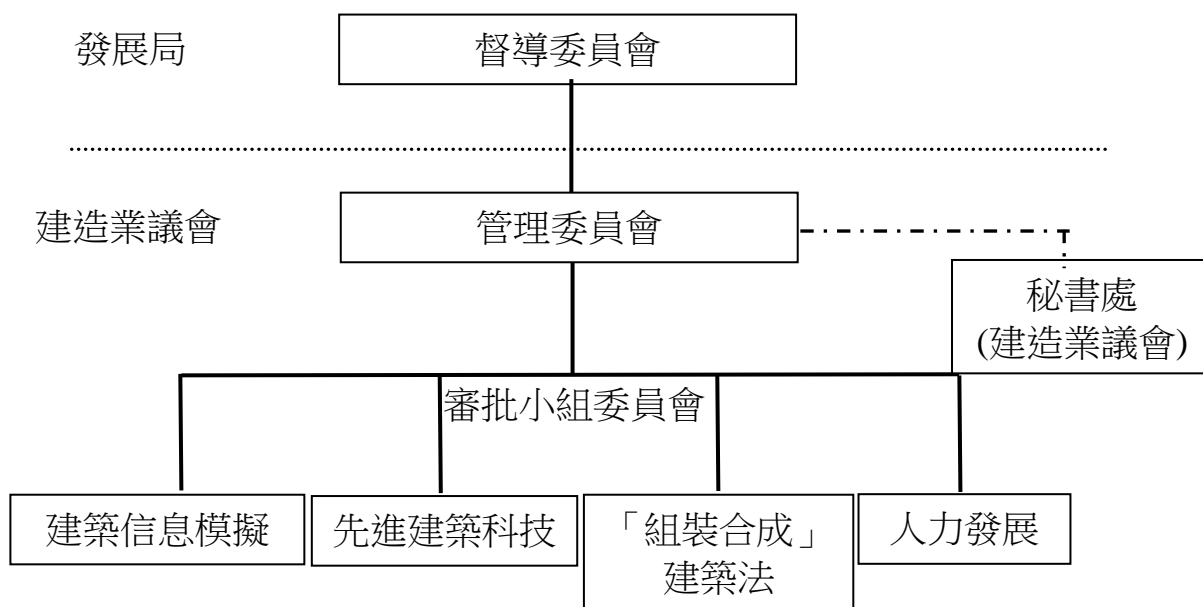 發展局
督導委員會
建造業議會
管理委員會
秘書處
(建造業議會)
審批小組委員會
建築信息模擬
先進建築科技
「組裝合成」
建築法
人力發展